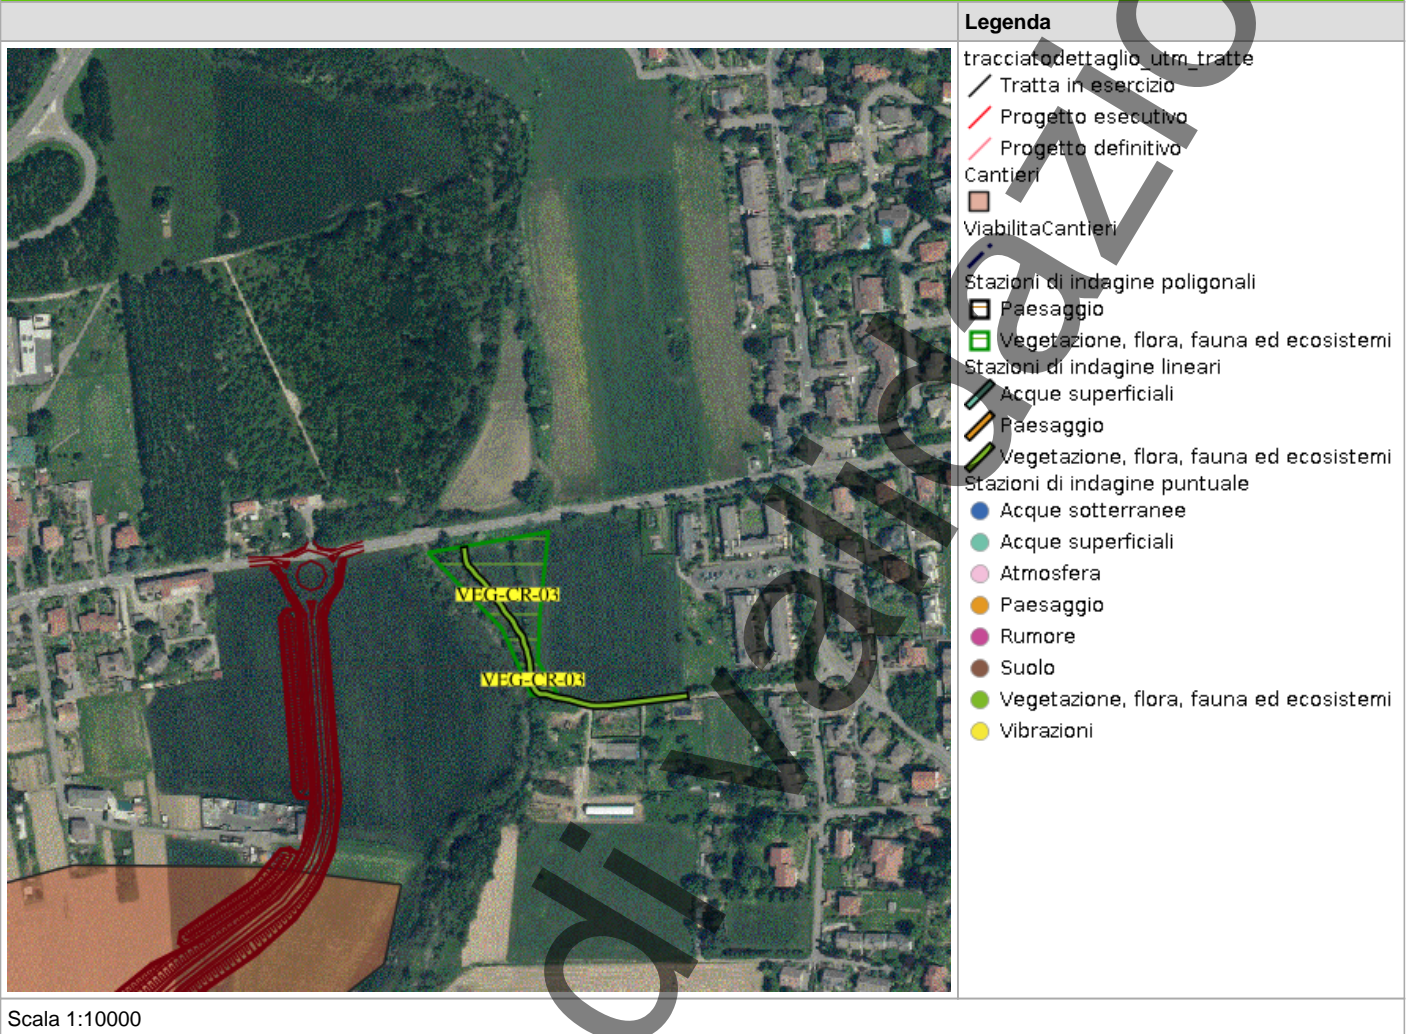 Legenda
tracciatodettaglio_utm_tratte
Tratta in esercizio
Progetto esecutivo
Progetto definitivo
Cantieri
ViabilitaCantieri
Stazioni di indagine poligonali
Paesaggio
Vegetazione, flora, fauna ed ecosistemi
Stazioni di indagine lineari
Acque superficiali
Paesaggio
Vegetazione, flora, fauna ed ecosistemi
Stazioni di indagine puntuale
Acque sotterranee
Acque superficiali
Atmosfera
Paesaggio
Rumore
Suolo
Vegetazione, flora, fauna ed ecosistemi
Vibrazioni
VEG-CR-03
VEG-CR-03
di validazio
Scala 1:10000